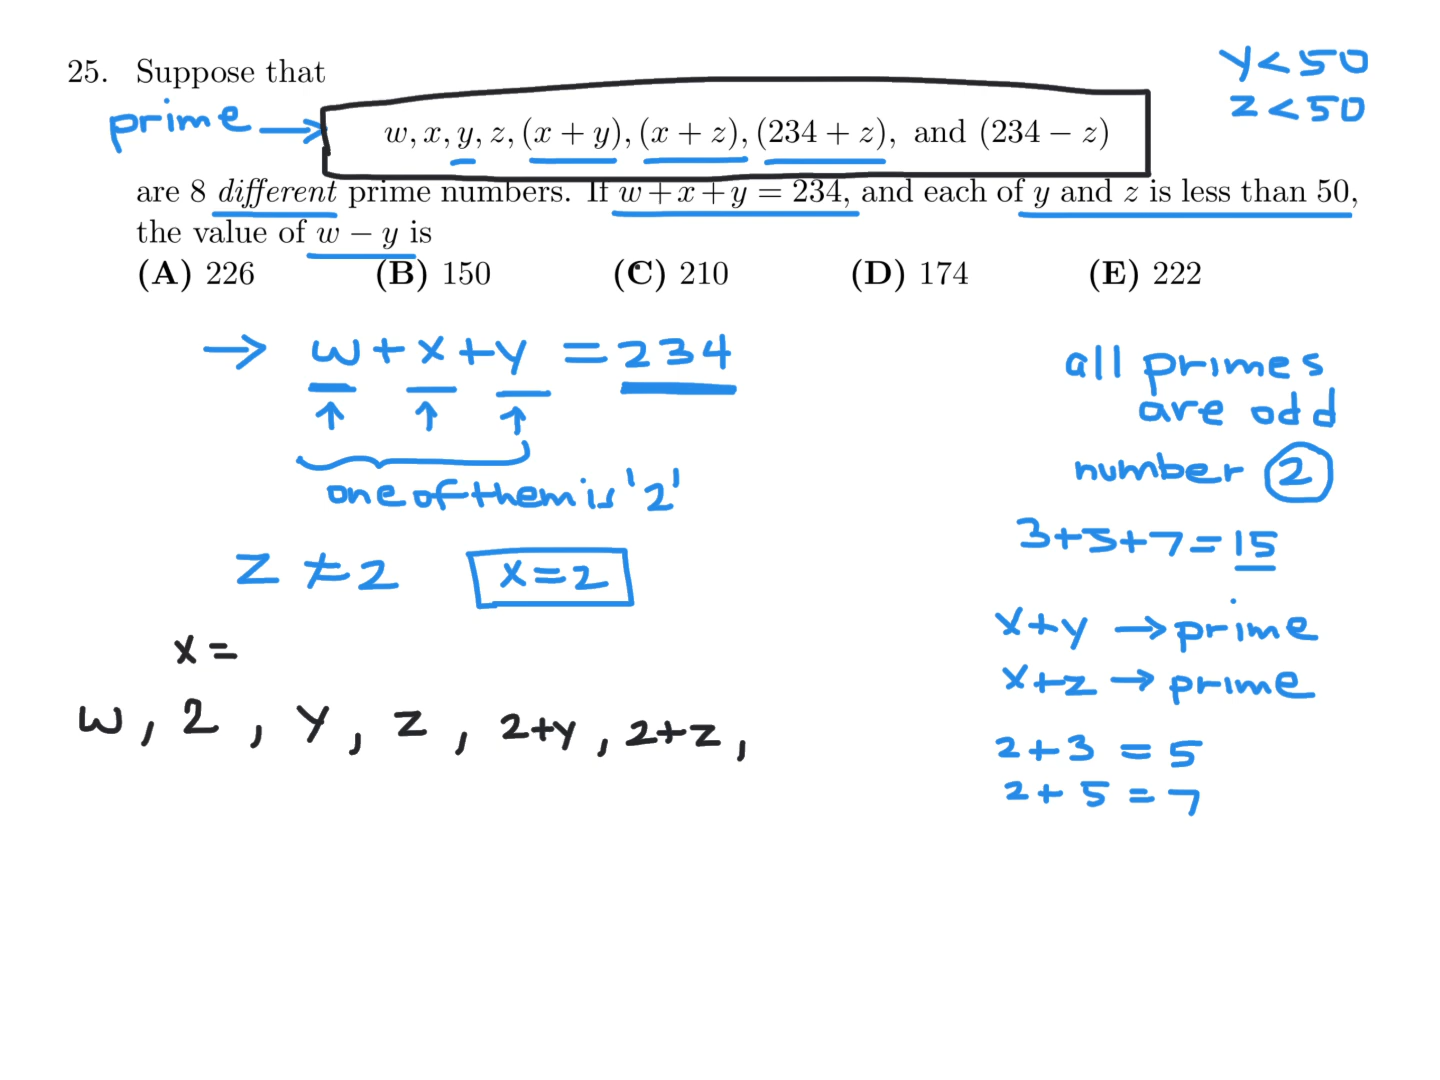 25. Suppose that
y < 50
z < 50
prime →
w, x, y, z, (x + y), (x + z), (234 + z), and (234 − z)
are 8 different prime numbers. If w + x + y = 234, and each of y and z is less than 50,
the value of w − y is
(A) 226 (B) 150 (C) 210 (D) 174 (E) 222
→ w + x + y = 234
all primes
are odd
number 2
one of them is '2'
3+5+7=15
z ≠ 2 x = 2
x+y → prime
x =
x+z → prime
w, 2, y, z, 2+y, 2+z,
2 + 3 = 5
2 + 5 = 7